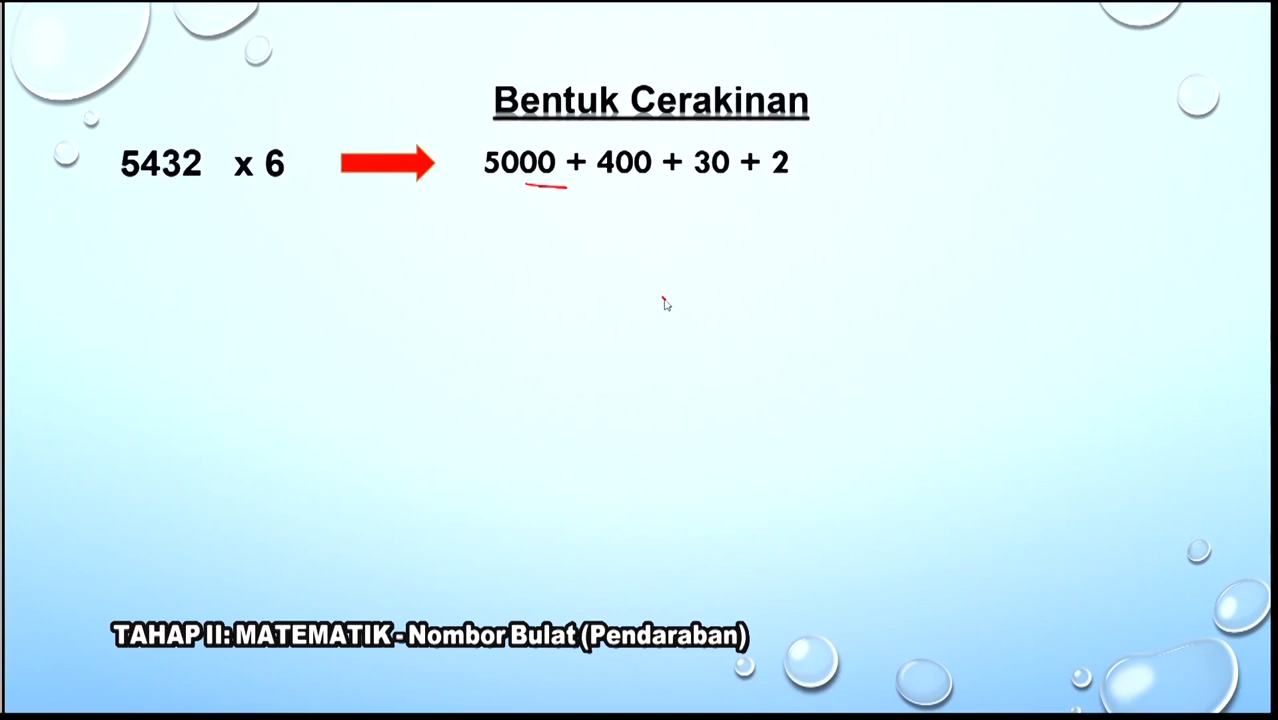 Bentuk Cerakinan
5432 x 6 5000 + 400 + 30 + 2
TAHAP II: MATEMATIK - Nombor Bulat (Pendaraban)